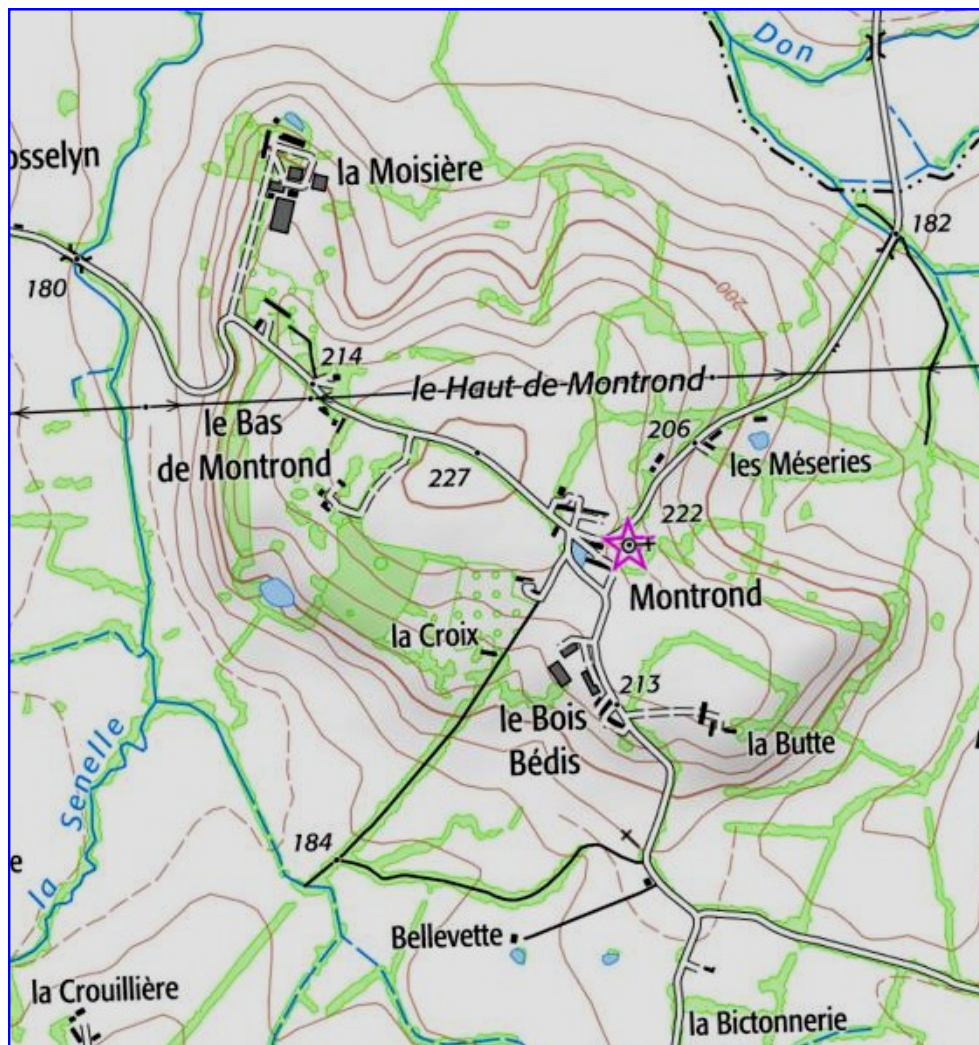 Don
osselyn
la Moisière
182
180
200
214
le Haut-de-Montrond
le Bas
de Montrond
206
les Méseries
227
222
Montrond
la Croix
213
le Bois
Bédis
la Butte
la Senelle
184
e
Bellevette
la Crouillière
la Bictonnerie